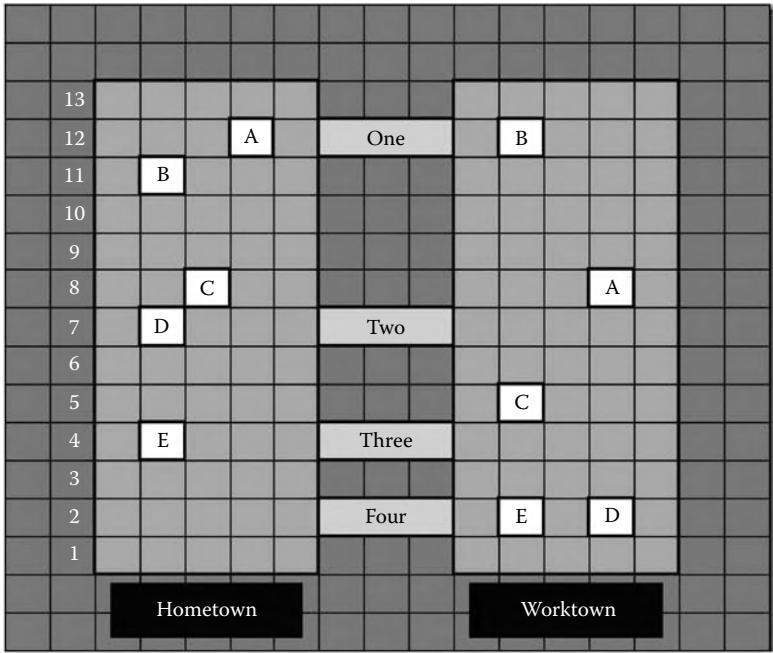 13
12 A One B
11 B
10
9
8 C A
7 D Two
6
5 C
4 E Three
3
2 Four E D
1
Hometown Worktown